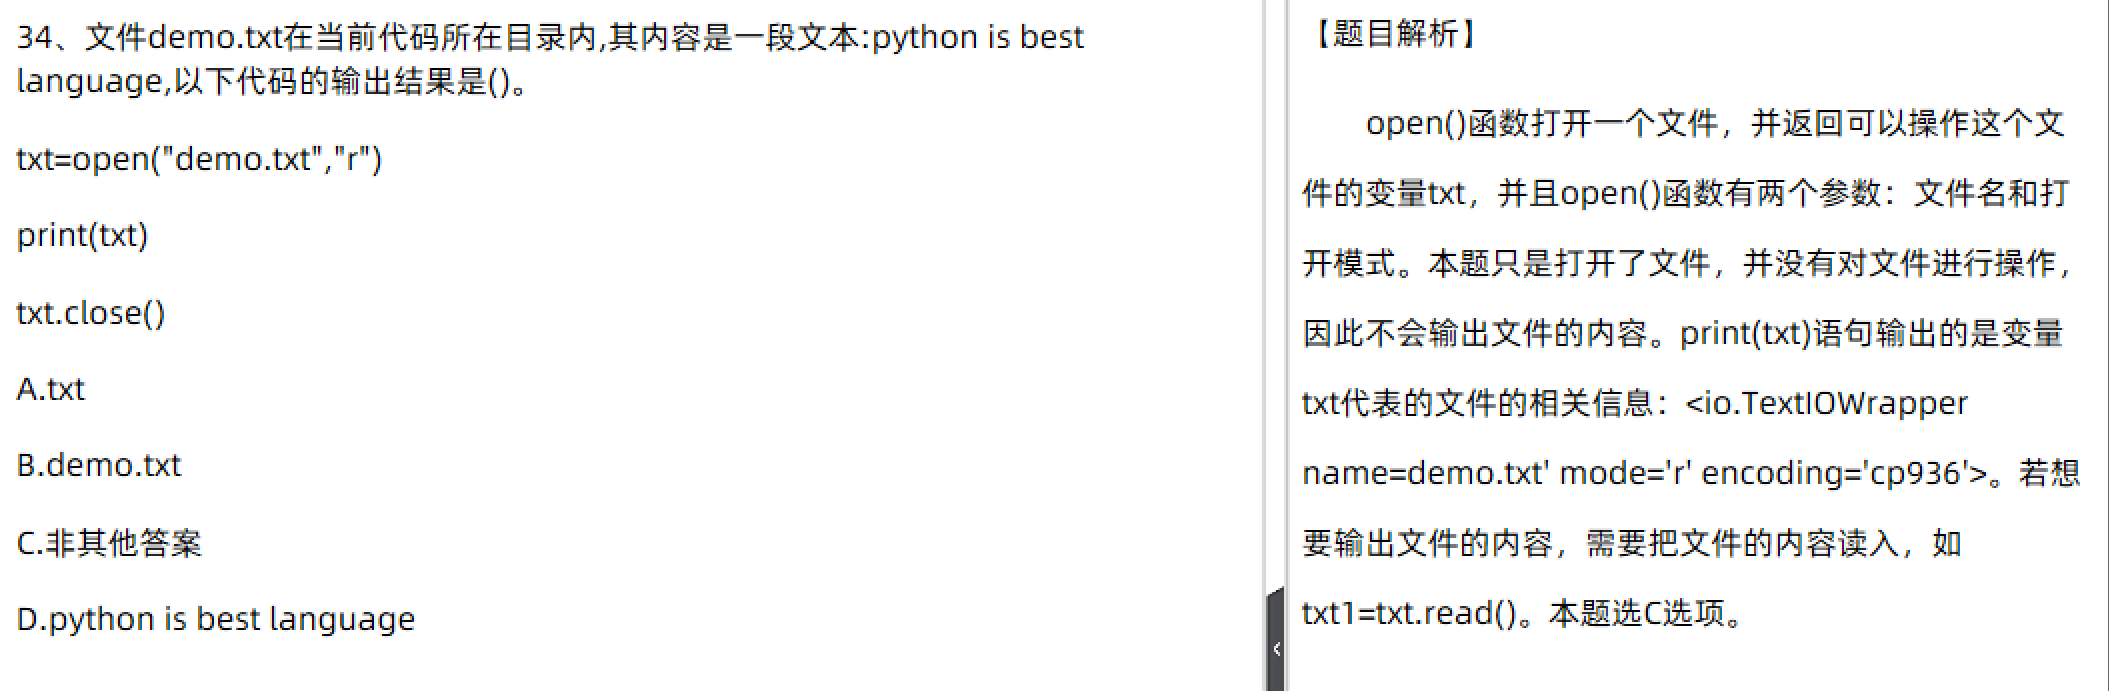 34、文件demo.txt在当前代码所在目录内,其内容是一段文本:python is best
language,以下代码的输出结果是()。
txt=open("demo.txt","r")
print(txt)
txt.close()
A.txt
B.demo.txt
C.非其他答案
D.python is best language
【题目解析】
open()函数打开一个文件，并返回可以操作这个文
件的变量txt，并且open()函数有两个参数：文件名和打
开模式。本题只是打开了文件，并没有对文件进行操作，
因此不会输出文件的内容。print(txt)语句输出的是变量
txt代表的文件的相关信息：<io.TextIOWrapper
name=demo.txt' mode='r' encoding='cp936'>。若想
要输出文件的内容，需要把文件的内容读入，如
txt1=txt.read()。本题选C选项。